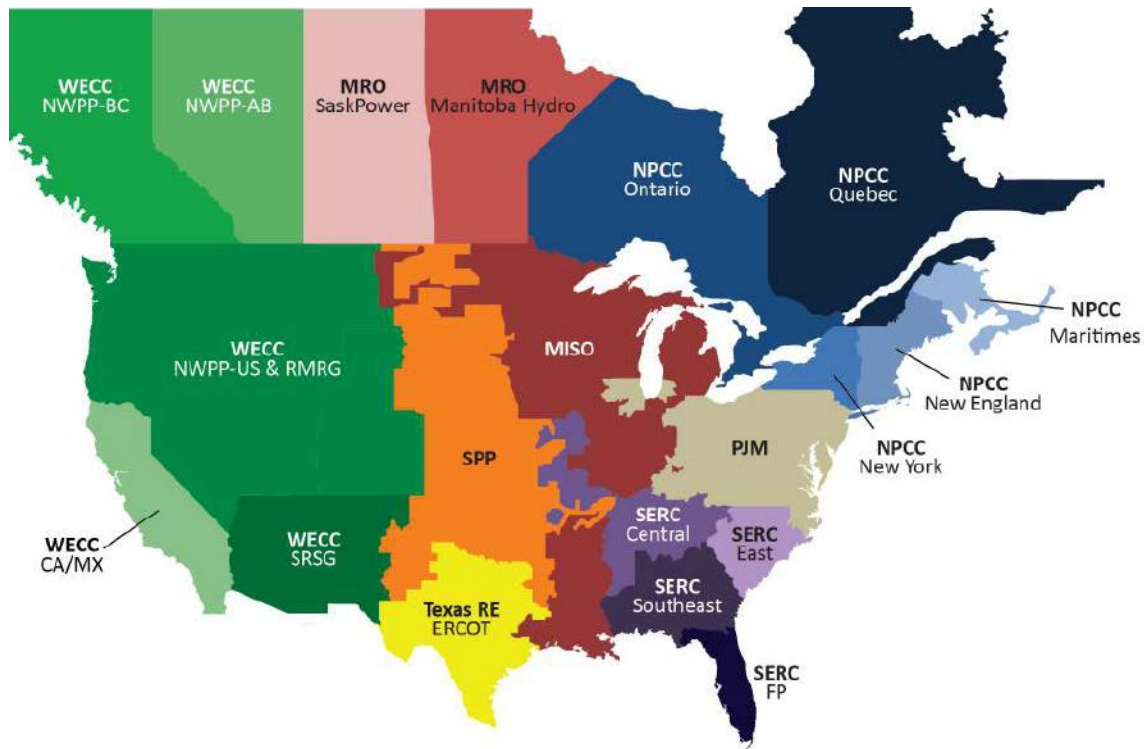 WECC
NWPP-BC
WECC
NWPP-AB
MRO
SaskPower
MRO
Manitoba Hydro
NPCC
Ontario
NPCC
Quebec
NPCC
Maritimes
WECC
NWPP-US & RMRG
MISO
NPCC
New England
NPCC
New York
SPP
PJM
WECC
CA/MX
WECC
SRSG
SERC
Central
SERC
East
SERC
Southeast
Texas RE
ERCOT
SERC
FP